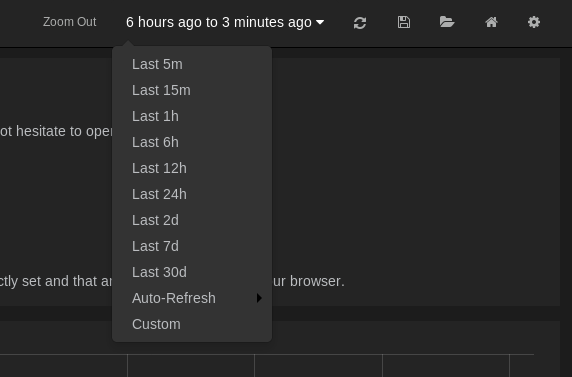 Zoom Out 6 hours ago to 3 minutes ago
Last 5m
Last 15m
Last 1h
ot hesitate to oper
Last 6h
Last 12h
Last 24h
Last 2d
Last 7d
Last 30d
ctly set and that ur browser.
Auto-Refresh
Custom